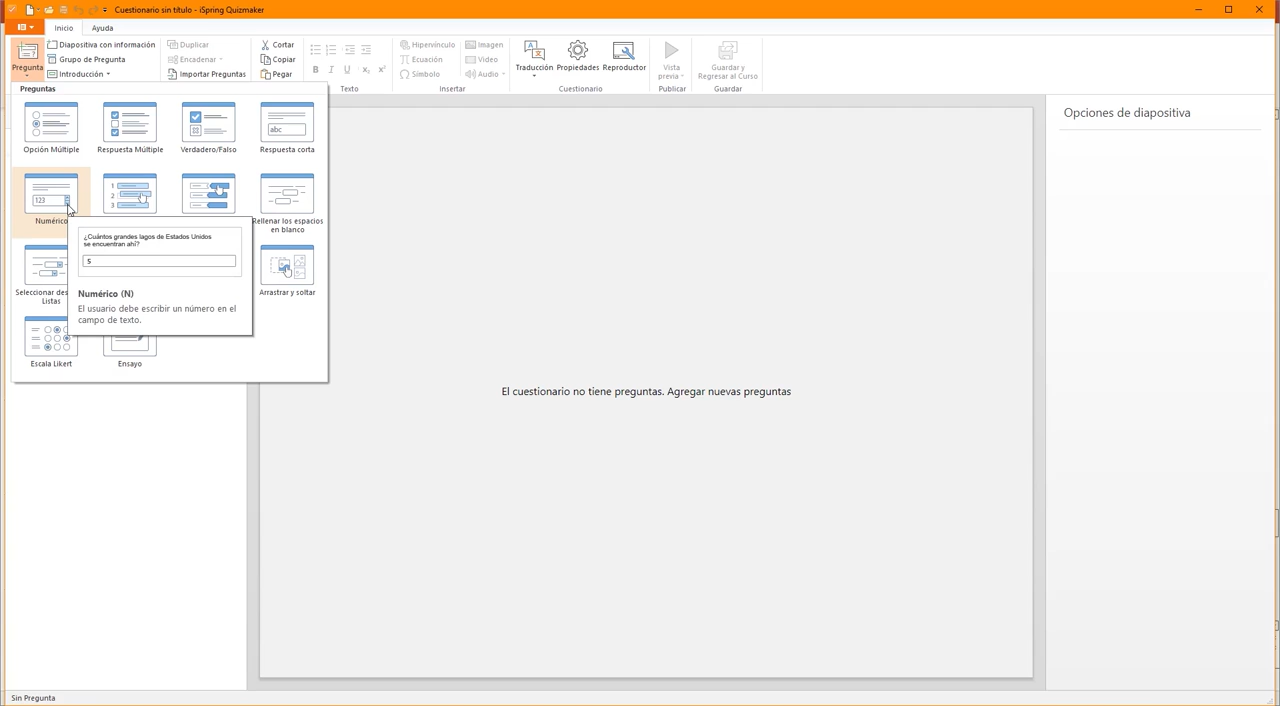 Cuestionario sin título - iSpring Quizmaker
Inicio
Ayuda
Pregunta
Diapositiva con información
Grupo de Pregunta
Introducción
Duplicar
Encadenar
Importar Preguntas
Cortar
Copiar
Pegar
B I U X₂ X²
Texto
Hipervínculo
Ecuación
Símbolo
Imagen
Video
Audio
Insertar
Traducción
Propiedades
Reproductor
Cuestionario
Vista
previa
Publicar
Guardar y
Regresar al Curso
Guardar
Preguntas
Opción Múltiple
Respuesta Múltiple
Verdadero/Falso
abc
Respuesta corta
123
Numérico
1
2
3
Rellenar los espacios
en blanco
¿Cuántos grandes lagos de Estados Unidos
se encuentran ahí?
5
Numérico (N)
El usuario debe escribir un número en el
campo de texto.
Seleccionar des
Listas
Arrastrar y soltar
Escala Likert
Ensayo
El cuestionario no tiene preguntas. Agregar nuevas preguntas
Opciones de diapositiva
Sin Pregunta